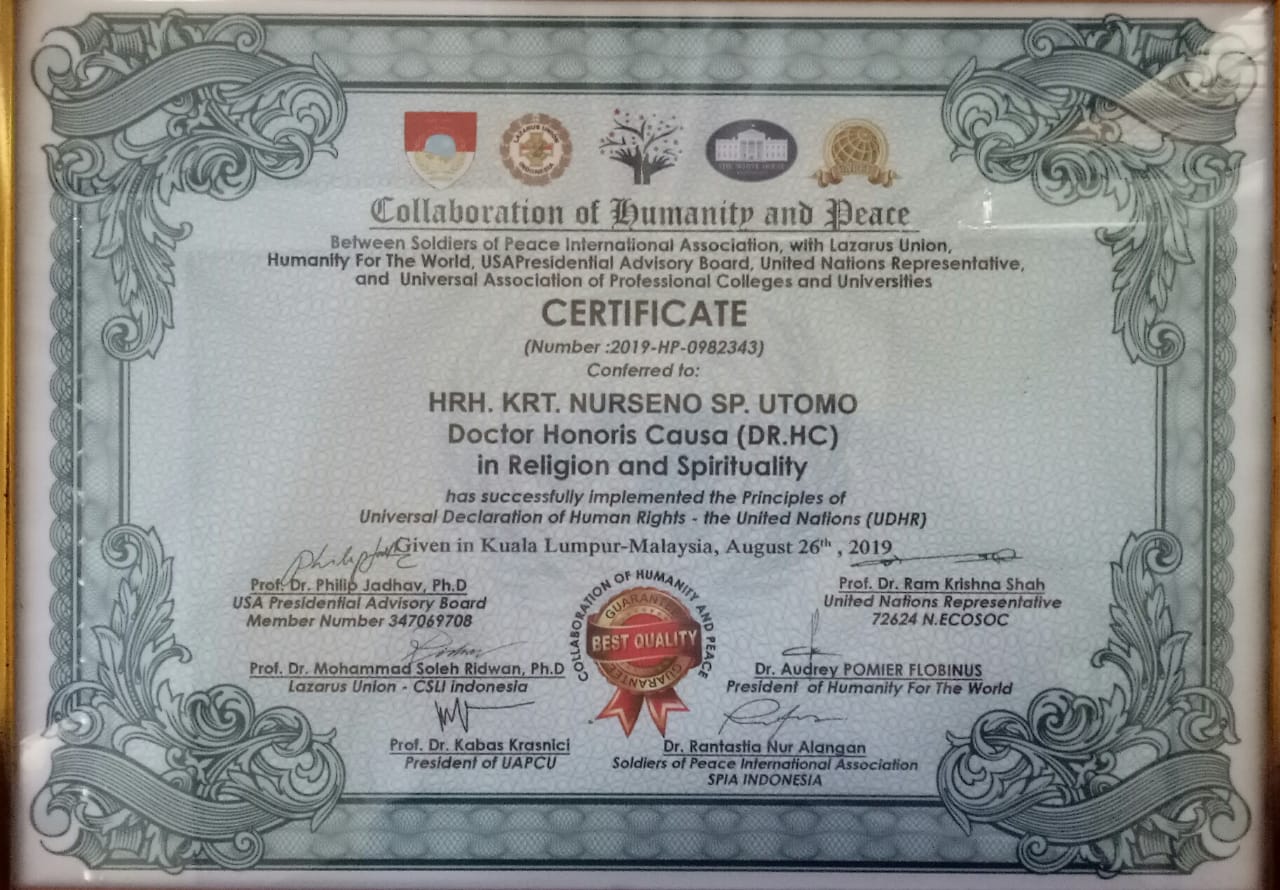 LAZARUS UNION
INDONESIA
THE WHITE HOUSE
Collaboration of Humanity and Peace
Between Soldiers of Peace International Association, with Lazarus Union,
Humanity For The World, USAPresidential Advisory Board, United Nations Representative,
and Universal Association of Professional Colleges and Universities
CERTIFICATE
(Number :2019-HP-0982343)
Conferred to:
HRH. KRT. NURSENO SP. UTOMO
Doctor Honoris Causa (DR.HC)
in Religion and Spirituality
has successfully implemented the Principles of
Universal Declaration of Human Rights - the United Nations (UDHR)
Given in Kuala Lumpur-Malaysia, August 26th , 2019
Prof. Dr. Philip Jadhav, Ph.D
USA Presidential Advisory Board
Member Number 347069708
Prof. Dr. Ram Krishna Shah
United Nations Representative
72624 N.ECOSOC
COLLABORATION OF HUMANITY AND PEACE
GUARANTEE
BEST QUALITY
GUARANTEE
Prof. Dr. Mohammad Soleh Ridwan, Ph.D
Lazarus Union - CSLI indonesia
Dr. Audrey POMIER FLOBINUS
President of Humanity For The World
Prof. Dr. Kabas Krasnici
President of UAPCU
Dr. Rantastia Nur Alangan
Soldiers of Peace International Association
SPIA INDONESIA